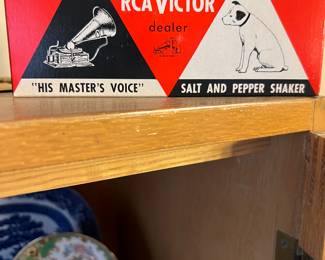 RCA VICTOR
dealer
"HIS MASTER'S VOICE"
SALT AND PEPPER SHAKER